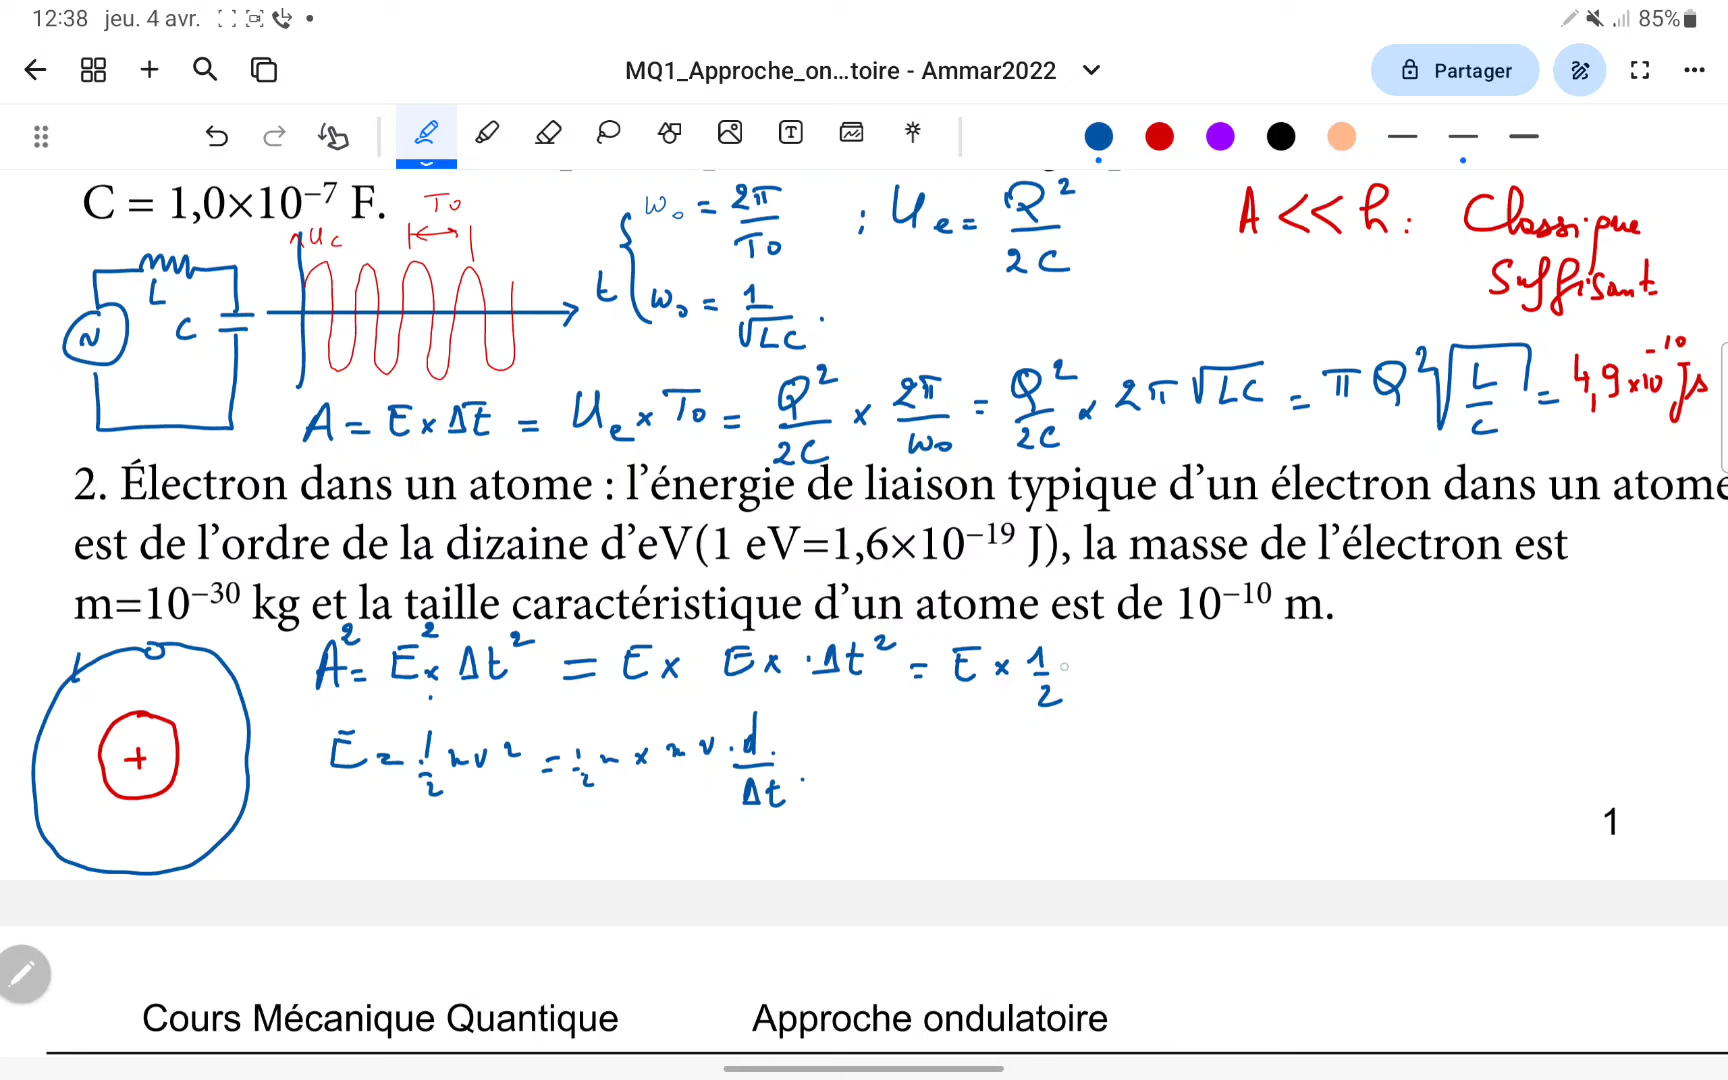 12:38 jeu. 4 avr. 85%
MQ1_Approche_on...toire - Ammar2022
Partager
C = 1,0×10⁻⁷ F.
T₀
u_C
t
L
C
N
ω₀ = 2π/T₀
ω₀ = 1/√LC .
; U_e = Q²/2C
A << h : Classique
Suffisant
A = E × Δt = U_e × T₀ = Q²/2C × 2π/ω₀ = Q²/2C × 2π √LC = π Q² √L/C = 4,9×10⁻¹⁰ Js
2. Électron dans un atome : l’énergie de liaison typique d’un électron dans un atome
est de l’ordre de la dizaine d’eV(1 eV=1,6×10⁻¹⁹ J), la masse de l’électron est
m=10⁻³⁰ kg et la taille caractéristique d’un atome est de 10⁻¹⁰ m.
A² = E² × Δt² = E × E × Δt² = E × 1/2
+
E = 1/2 m v² = 1/2 m × m v . d/Δt .
1
Cours Mécanique Quantique Approche ondulatoire